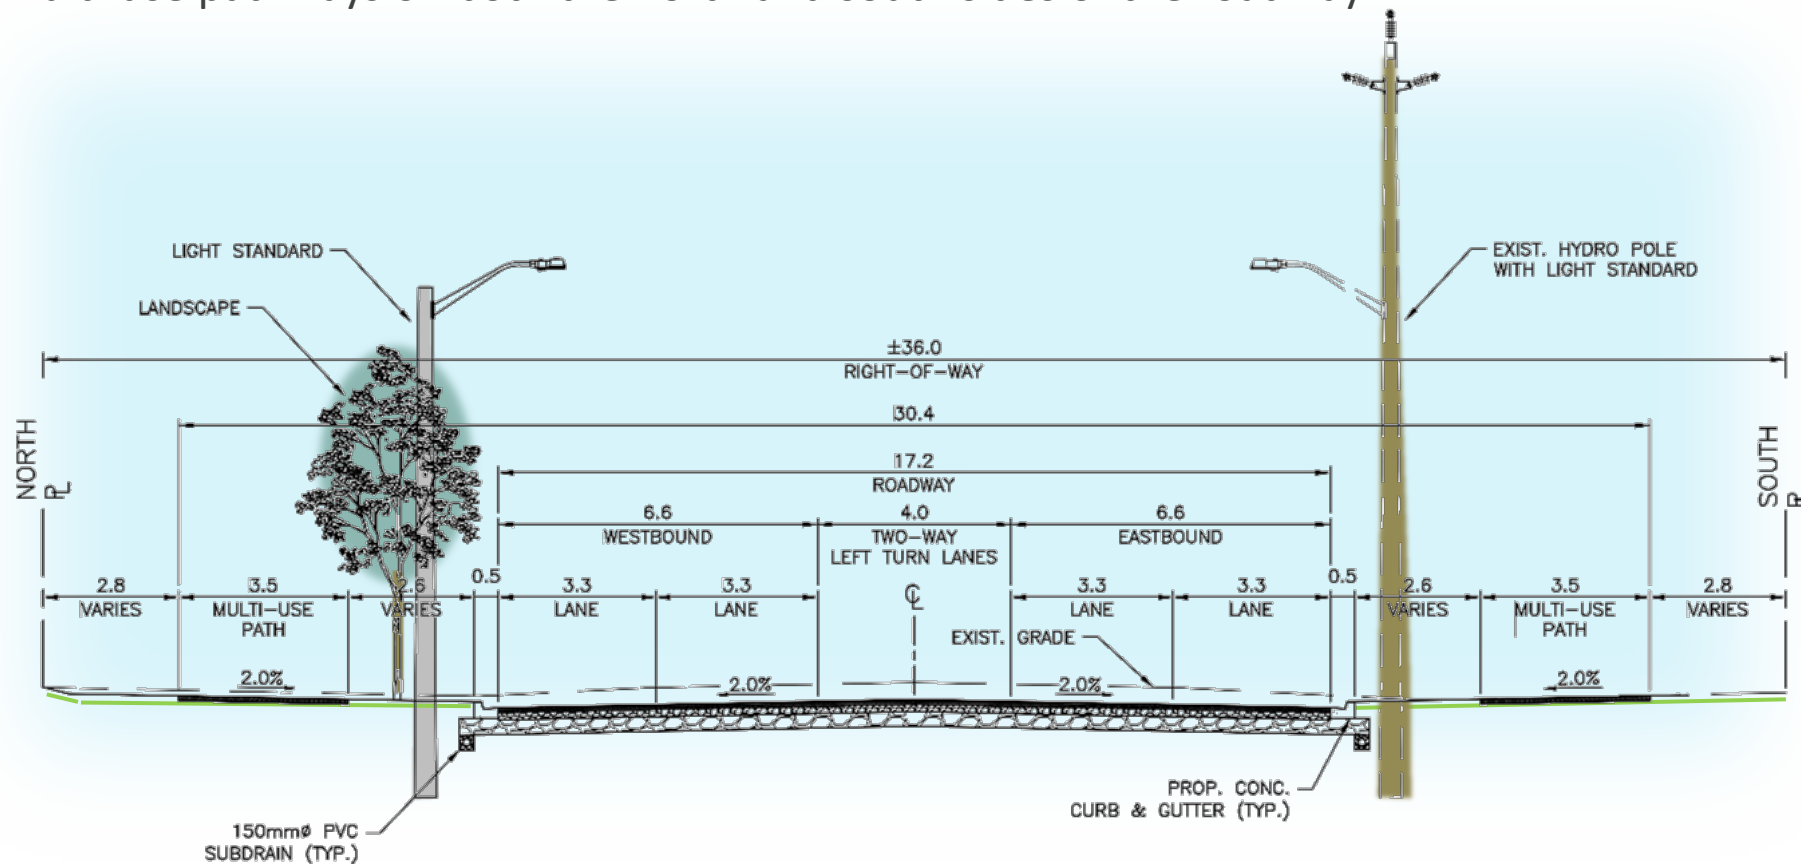 LIGHT STANDARD
LANDSCAPE
EXIST. HYDRO POLE
WITH LIGHT STANDARD
±36.0
RIGHT-OF-WAY
30.4
17.2
ROADWAY
NORTH
PL
SOUTH
PL
6.6
WESTBOUND
4.0
TWO-WAY
LEFT TURN LANES
6.6
EASTBOUND
2.8
VARIES
3.5
MULTI-USE
PATH
2.6
VARIES
0.5
3.3
LANE
3.3
LANE
CL
3.3
LANE
3.3
LANE
0.5
2.6
VARIES
3.5
MULTI-USE
PATH
2.8
VARIES
EXIST. GRADE
2.0%
2.0%
2.0%
2.0%
PROP. CONC.
CURB & GUTTER (TYP.)
150mmø PVC
SUBDRAIN (TYP.)